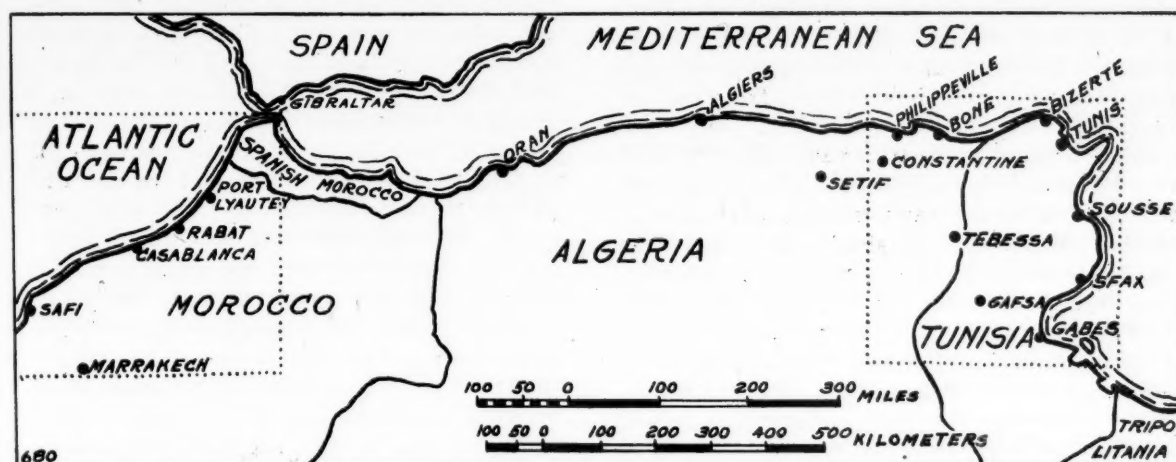 SPAIN
MEDITERRANEAN SEA
GIBRALTAR
ATLANTIC
OCEAN
SPANISH MOROCCO
PORT
LYAUTEY
RABAT
CASABLANCA
SAFI
MOROCCO
MARRAKECH
ORAN
ALGIERS
ALGERIA
SETIF
PHILIPPEVILLE
BONE
BIZERTE
TUNIS
CONSTANTINE
SOUSSE
TEBESSA
SFAX
GAFSA
TUNISIA
GABES
TRIPO
LITANIA
100 50 0 100 200 300 MILES
100 50 0 100 200 300 400 500 KILOMETERS
680